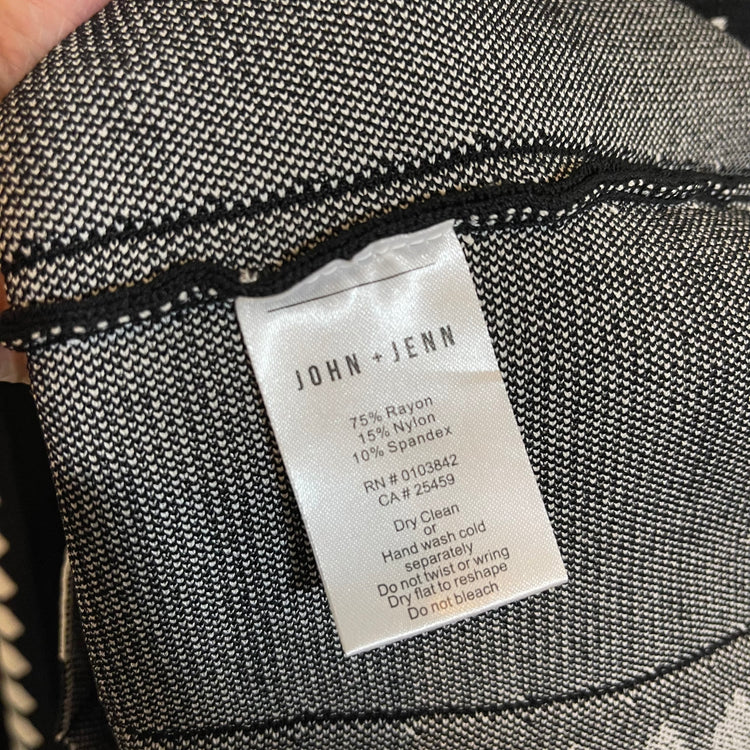 JOHN + JENN
75% Rayon
15% Nylon
10% Spandex
RN # 0103842
CA # 25459
Dry Clean
or
Hand wash cold
separately
Do not twist or wring
Dry flat to reshape
Do not bleach